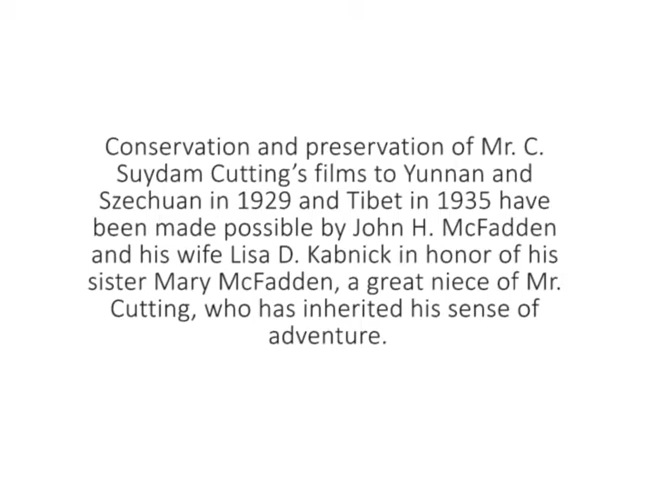 Conservation and preservation of Mr. C.
Suydam Cutting’s films to Yunnan and
Szechuan in 1929 and Tibet in 1935 have
been made possible by John H. McFadden
and his wife Lisa D. Kabnick in honor of his
sister Mary McFadden, a great niece of Mr.
Cutting, who has inherited his sense of
adventure.